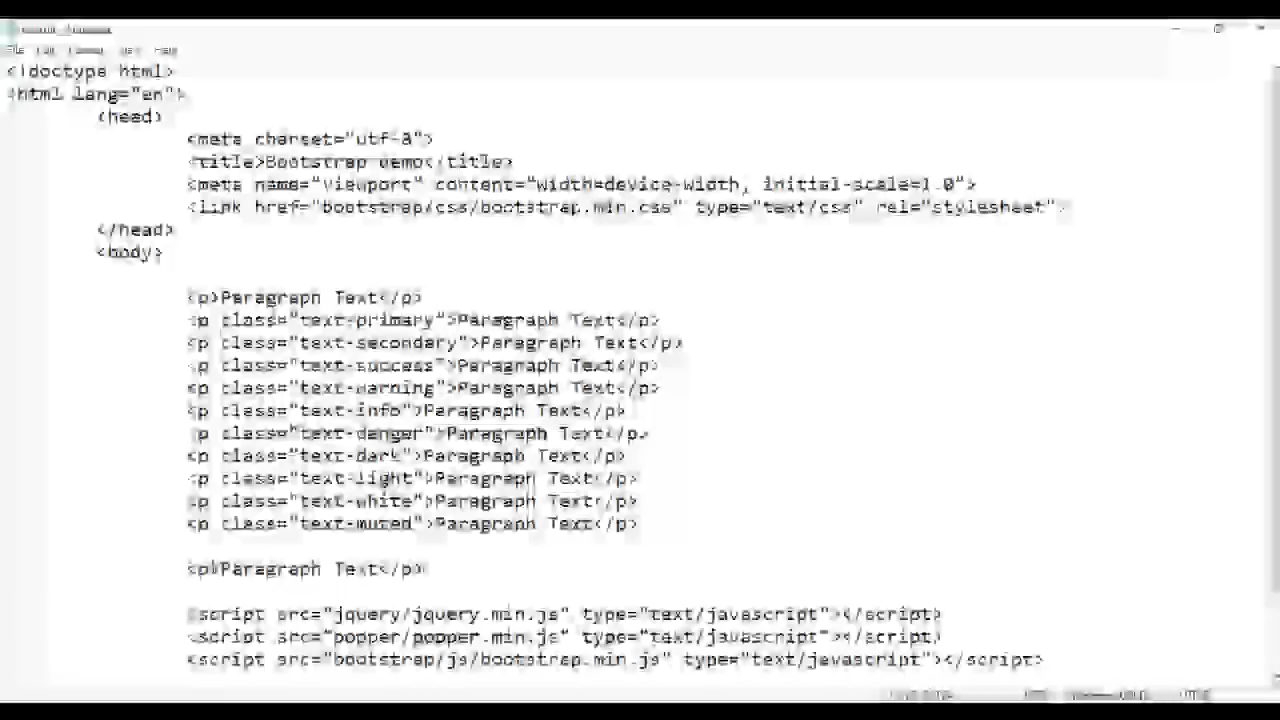 <!doctype html>
<html lang="en">
<head>
<meta charset="utf-8">
<title>Bootstrap demo</title>
<meta name="viewport" content="width=device-width, initial-scale=1.0">
<link href="bootstrap/css/bootstrap.min.css" type="text/css" rel="stylesheet">
</head>
<body>
<p>Paragraph Text</p>
<p class="text-primary">Paragraph Text</p>
<p class="text-secondary">Paragraph Text</p>
<p class="text-success">Paragraph Text</p>
<p class="text-warning">Paragraph Text</p>
<p class="text-info">Paragraph Text</p>
<p class="text-danger">Paragraph Text</p>
<p class="text-dark">Paragraph Text</p>
<p class="text-light">Paragraph Text</p>
<p class="text-white">Paragraph Text</p>
<p class="text-muted">Paragraph Text</p>
<p>Paragraph Text</p>
<script src="jquery/jquery.min.js" type="text/javascript"></script>
<script src="popper/popper.min.js" type="text/javascript"></script>
<script src="bootstrap/js/bootstrap.min.js" type="text/javascript"></script>